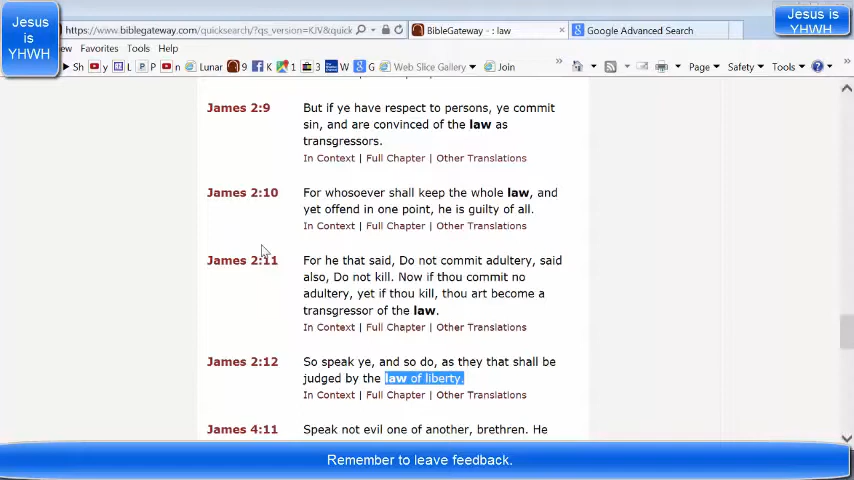 Jesus
is
YHWH
https://www.biblegateway.com/quicksearch/?qs_version=KJV&quick
BibleGateway - : law
Google Advanced Search
Jesus is
YHWH
ew Favorites Tools Help
Sh y L P n Lunar 9 K 1 3 W G Web Slice Gallery Join
Page Safety Tools
James 2:9
But if ye have respect to persons, ye commit
sin, and are convinced of the law as
transgressors.
In Context | Full Chapter | Other Translations
James 2:10
For whosoever shall keep the whole law, and
yet offend in one point, he is guilty of all.
In Context | Full Chapter | Other Translations
James 2:11
For he that said, Do not commit adultery, said
also, Do not kill. Now if thou commit no
adultery, yet if thou kill, thou art become a
transgressor of the law.
In Context | Full Chapter | Other Translations
James 2:12
So speak ye, and so do, as they that shall be
judged by the law of liberty.
In Context | Full Chapter | Other Translations
James 4:11
Speak not evil one of another, brethren. He
Remember to leave feedback.